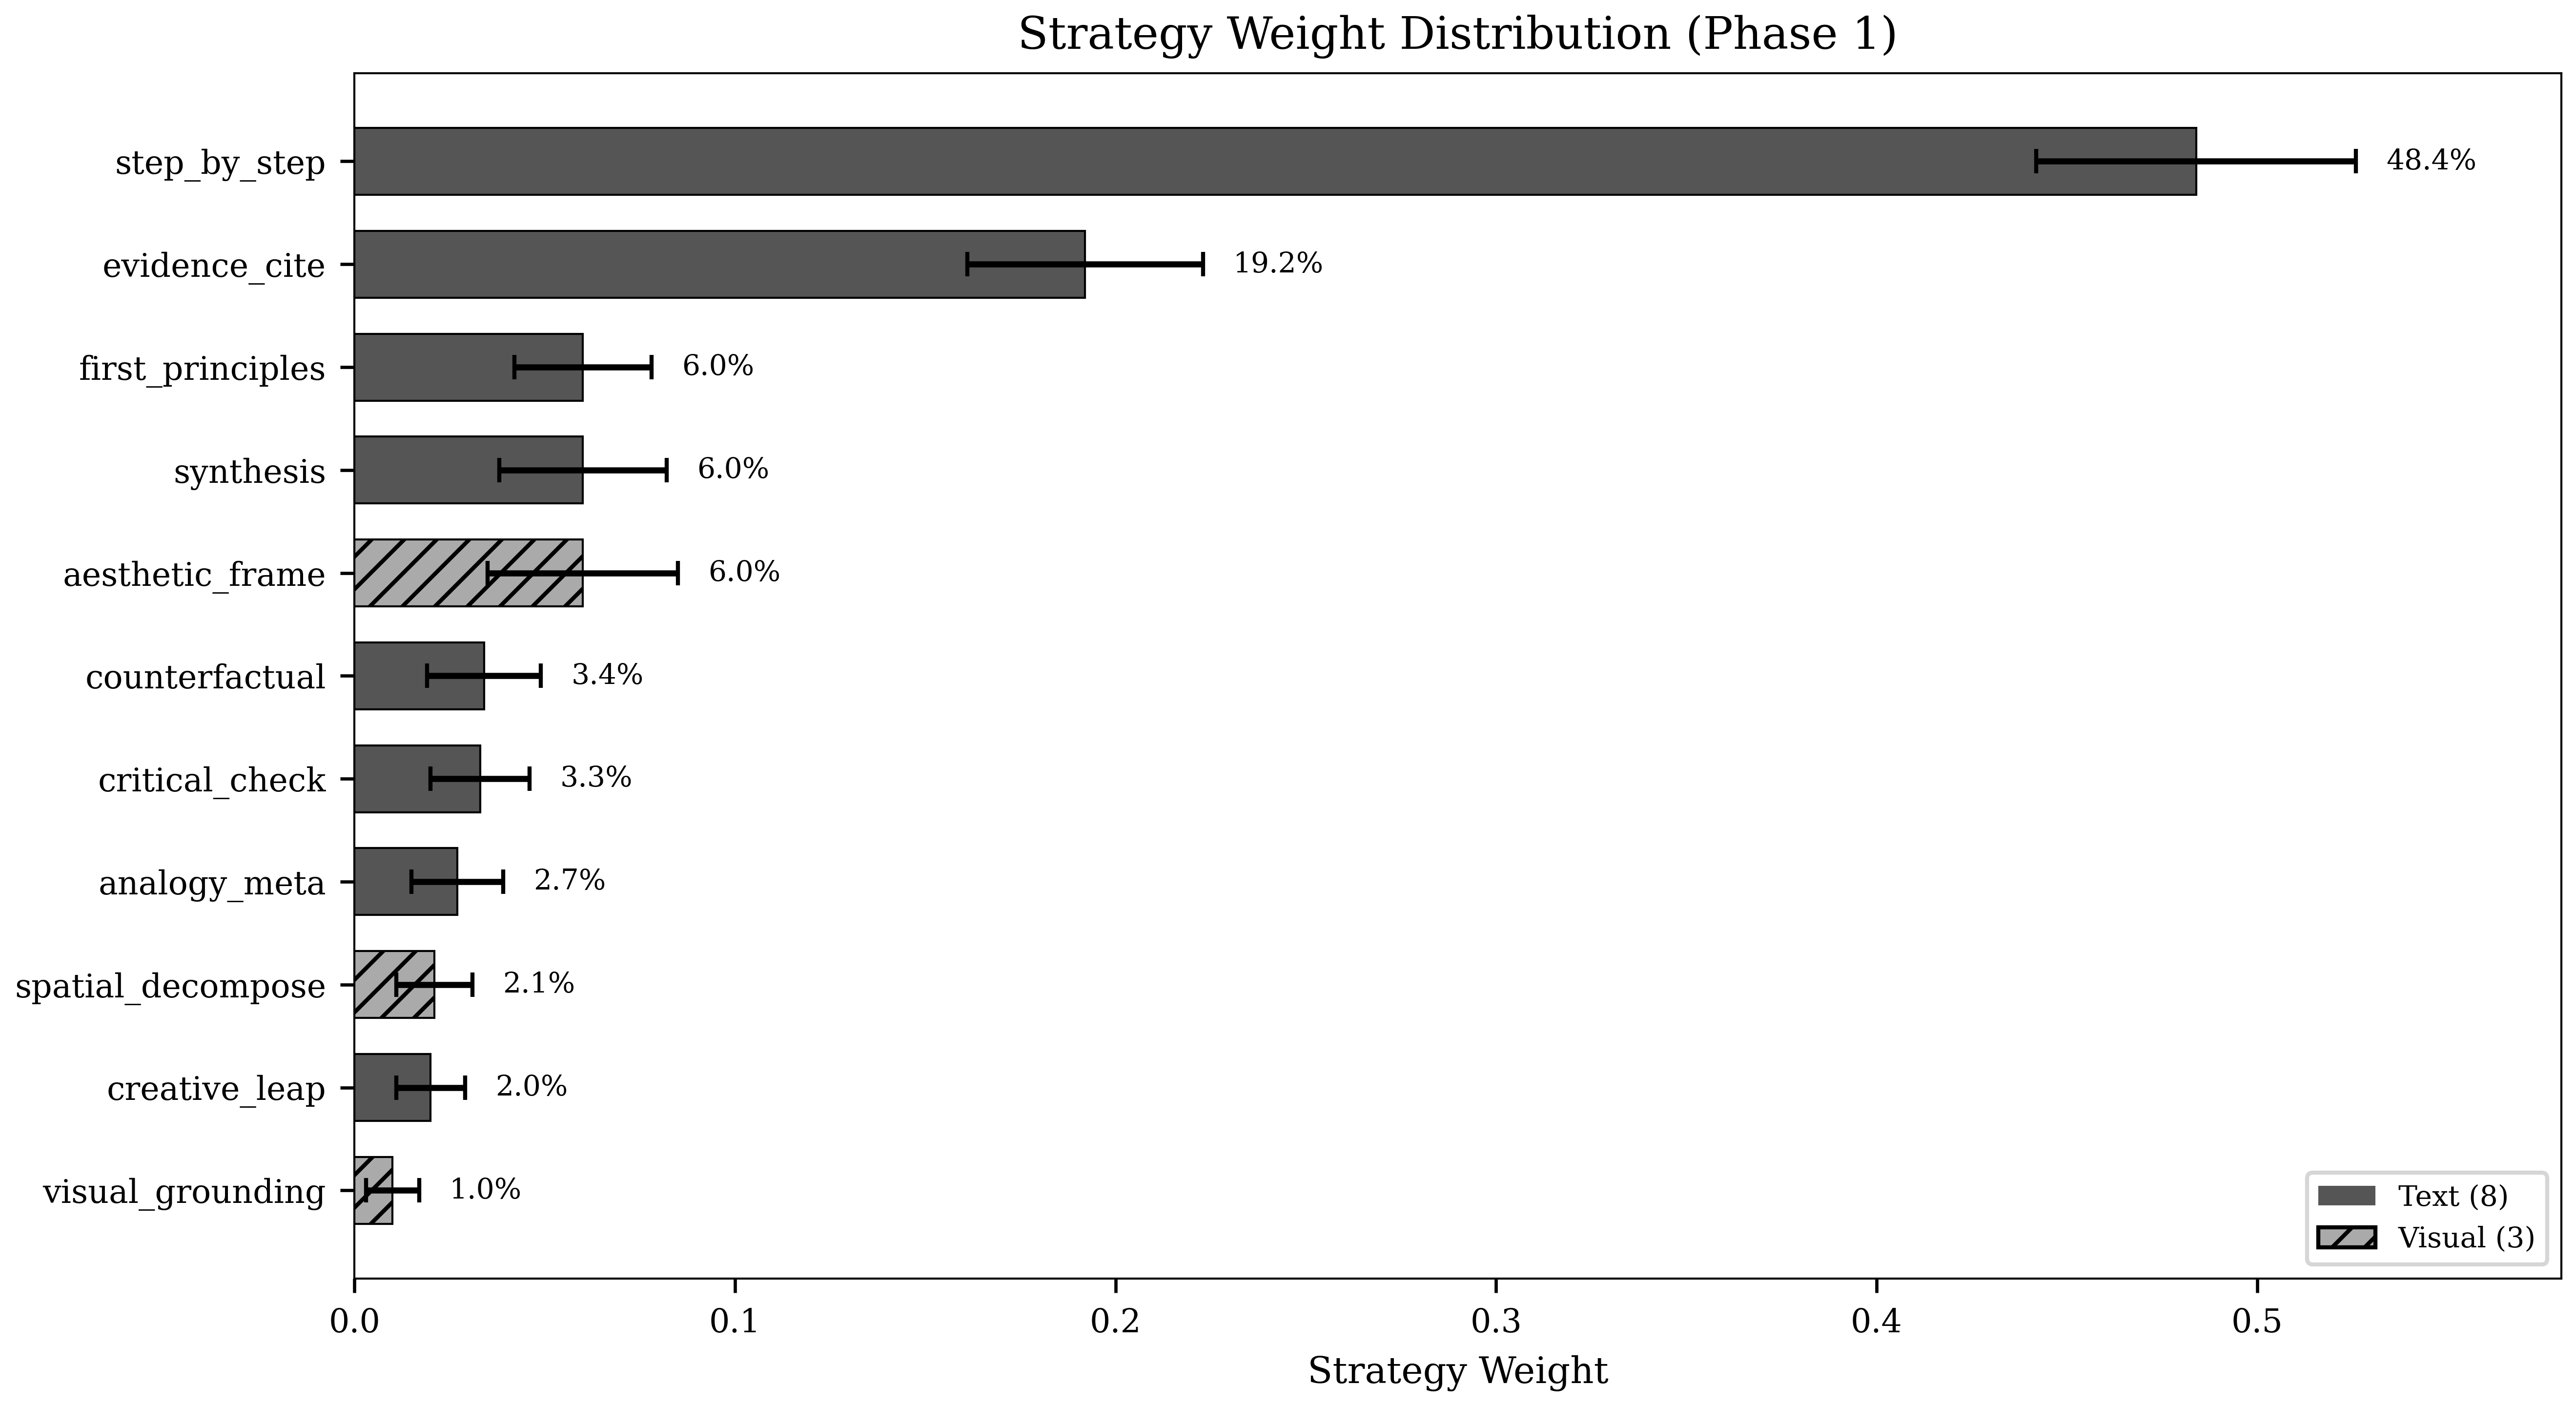 Strategy Weight Distribution (Phase 1)
step_by_step 48.4%
evidence_cite 19.2%
first_principles 6.0%
synthesis 6.0%
aesthetic_frame 6.0%
counterfactual 3.4%
critical_check 3.3%
analogy_meta 2.7%
spatial_decompose 2.1%
creative_leap 2.0%
visual_grounding 1.0%
Text (8)
Visual (3)
0.0 0.1 0.2 0.3 0.4 0.5
Strategy Weight